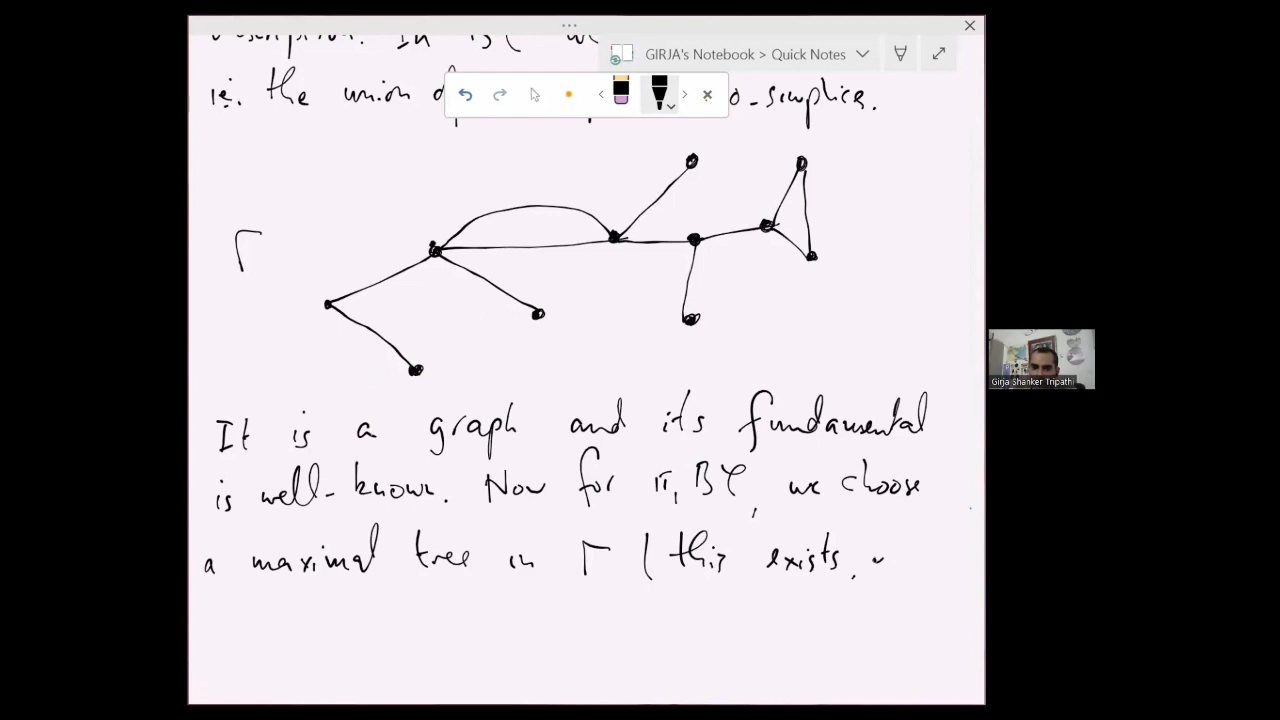 In
GIRJA's Notebook > Quick Notes
i.e. the union o-simplices.
Γ
It is a graph and its fundamental
is well-known. Now for π₁ BC, we choose
a maximal tree in Γ (this exists,
Girja Shanker Tripathi